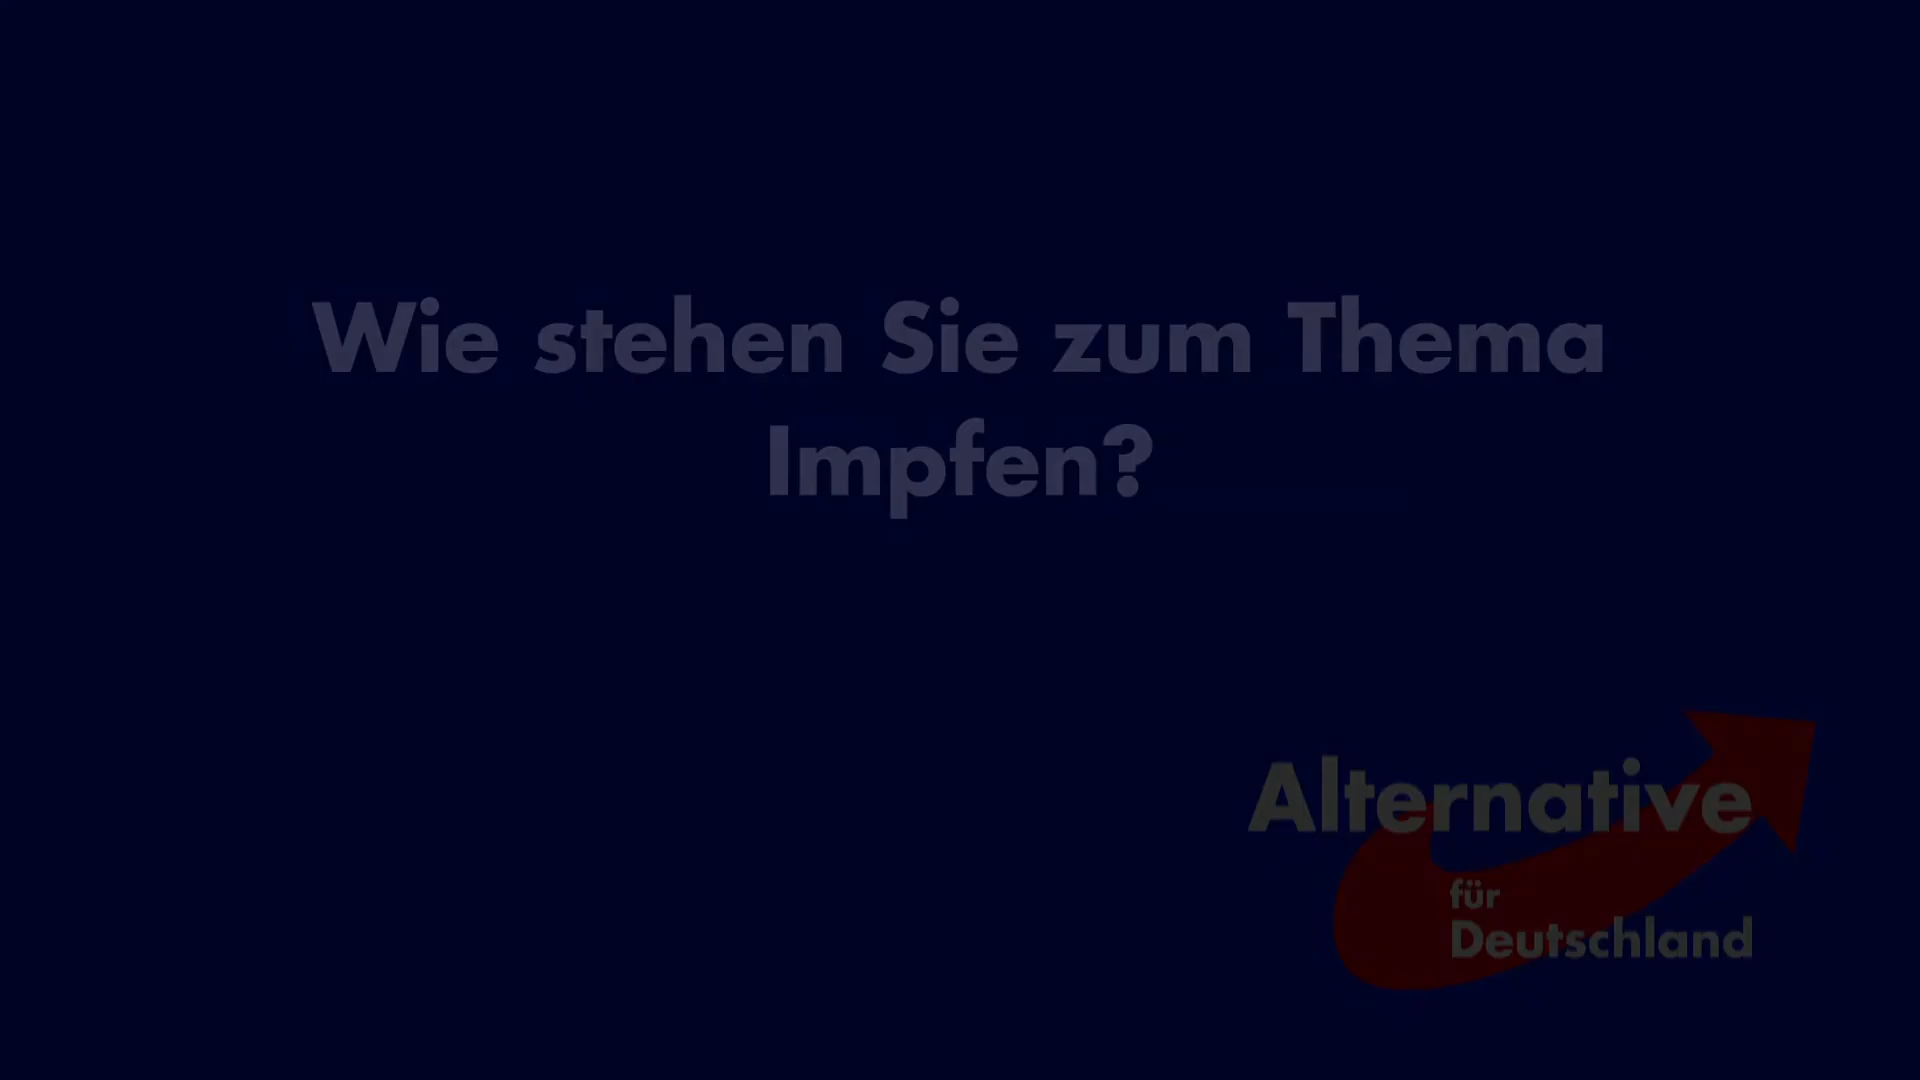 Wie stehen Sie zum Thema
Impfen?
Alternative
für
Deutschland